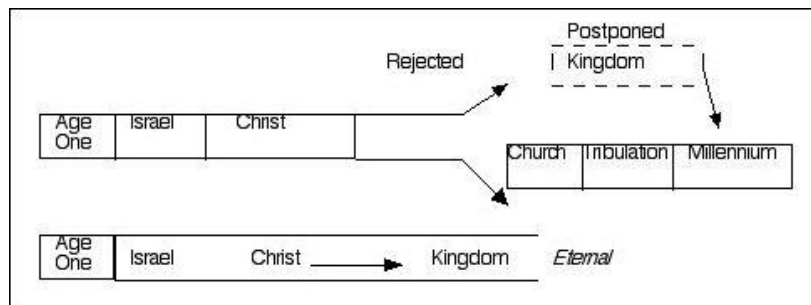 Postponed
Rejected
Kingdom
Age
One
Israel
Christ
Church
Tribulation
Millennium
Age
One
Israel
Christ
Kingdom
Eternal